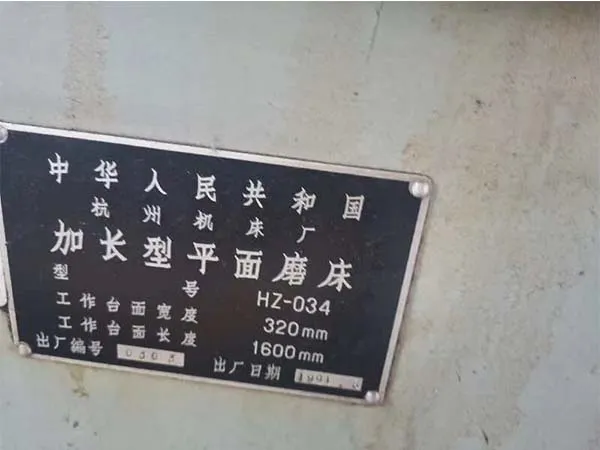 中华人民共和国
杭州机床厂
加长型平面磨床
型号 HZ-034
工作台面宽度 320mm
工作台面长度 1600mm
出厂编号 0303 出厂日期 1991.